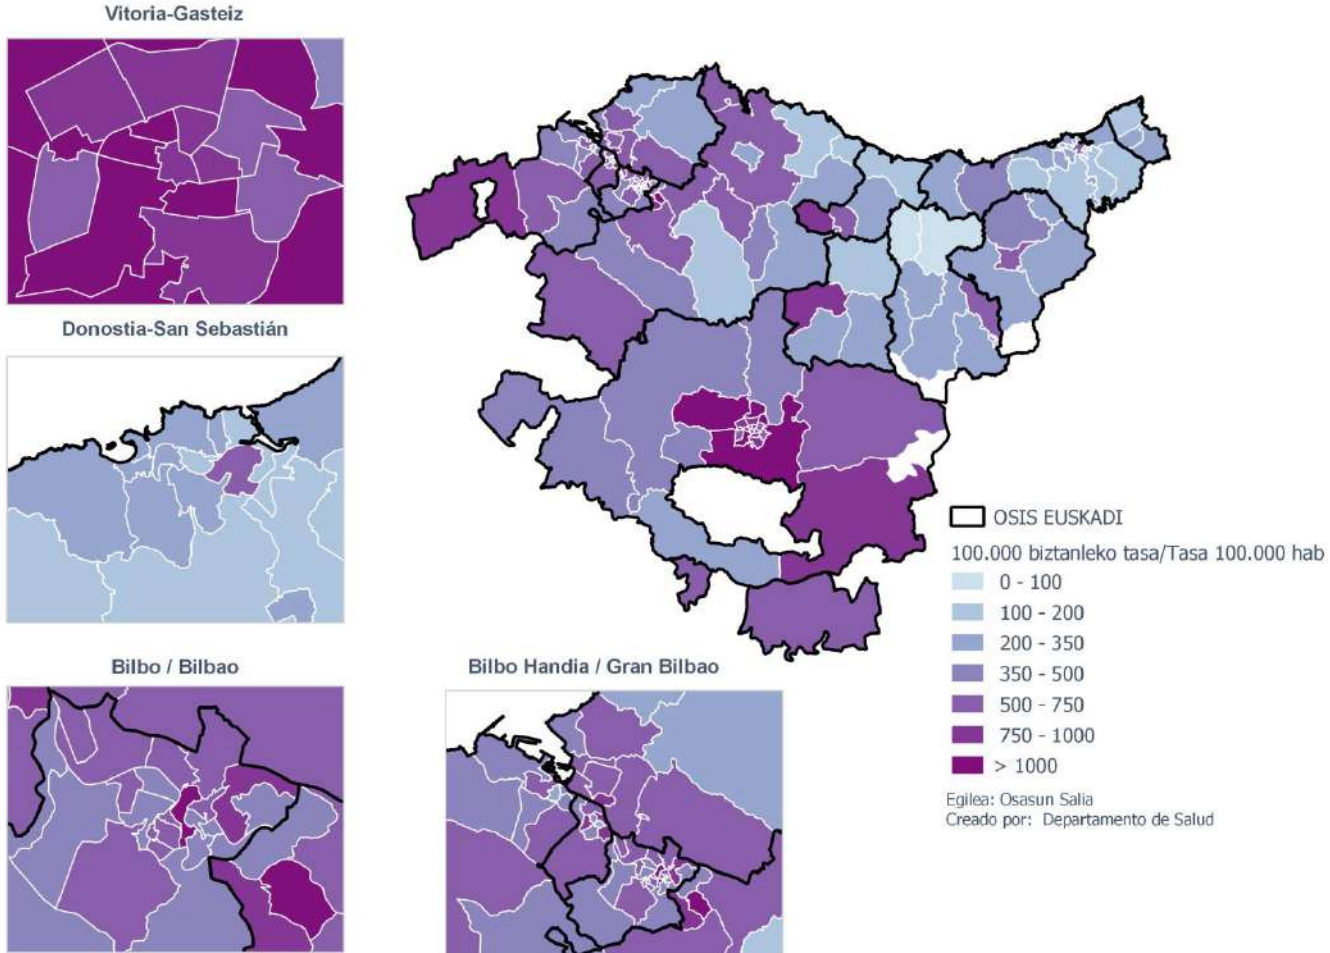 Vitoria-Gasteiz
Donostia-San Sebastián
Bilbo / Bilbao
Bilbo Handia / Gran Bilbao
OSIS EUSKADI
100.000 biztanleko tasa/Tasa 100.000 hab
0 - 100
100 - 200
200 - 350
350 - 500
500 - 750
750 - 1000
> 1000
Egilea: Osasun Salia
Creado por: Departamento de Salud